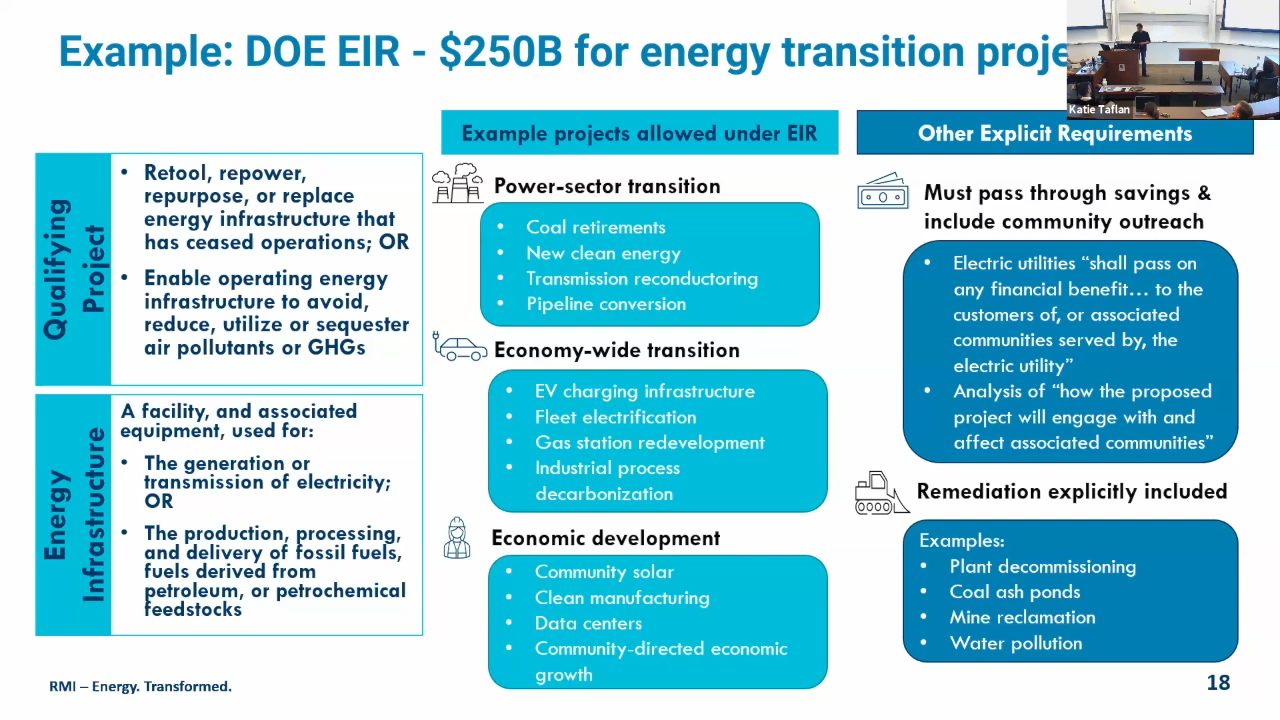 Example: DOE EIR - $250B for energy transition proje
Katie Taflan
Qualifying
Project
• Retool, repower,
repurpose, or replace
energy infrastructure that
has ceased operations; OR
• Enable operating energy
infrastructure to avoid,
reduce, utilize or sequester
air pollutants or GHGs
Energy
Infrastructure
A facility, and associated
equipment, used for:
• The generation or
transmission of electricity;
OR
• The production, processing,
and delivery of fossil fuels,
fuels derived from
petroleum, or petrochemical
feedstocks
Example projects allowed under EIR
Power-sector transition
• Coal retirements
• New clean energy
• Transmission reconductoring
• Pipeline conversion
Economy-wide transition
• EV charging infrastructure
• Fleet electrification
• Gas station redevelopment
• Industrial process
decarbonization
Economic development
• Community solar
• Clean manufacturing
• Data centers
• Community-directed economic
growth
Other Explicit Requirements
Must pass through savings &
include community outreach
• Electric utilities “shall pass on
any financial benefit… to the
customers of, or associated
communities served by, the
electric utility”
• Analysis of “how the proposed
project will engage with and
affect associated communities”
Remediation explicitly included
Examples:
• Plant decommissioning
• Coal ash ponds
• Mine reclamation
• Water pollution
RMI – Energy. Transformed.
18